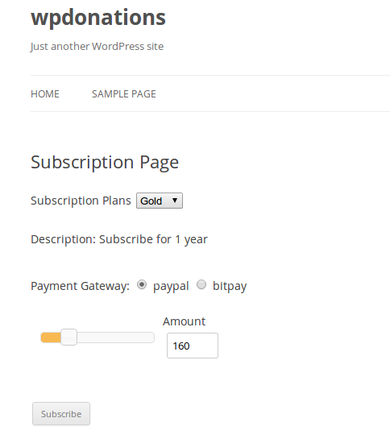 wpdonations
Just another WordPress site
HOME SAMPLE PAGE
Subscription Page
Subscription Plans Gold
Description: Subscribe for 1 year
Payment Gateway: paypal bitpay
Amount
160
Subscribe